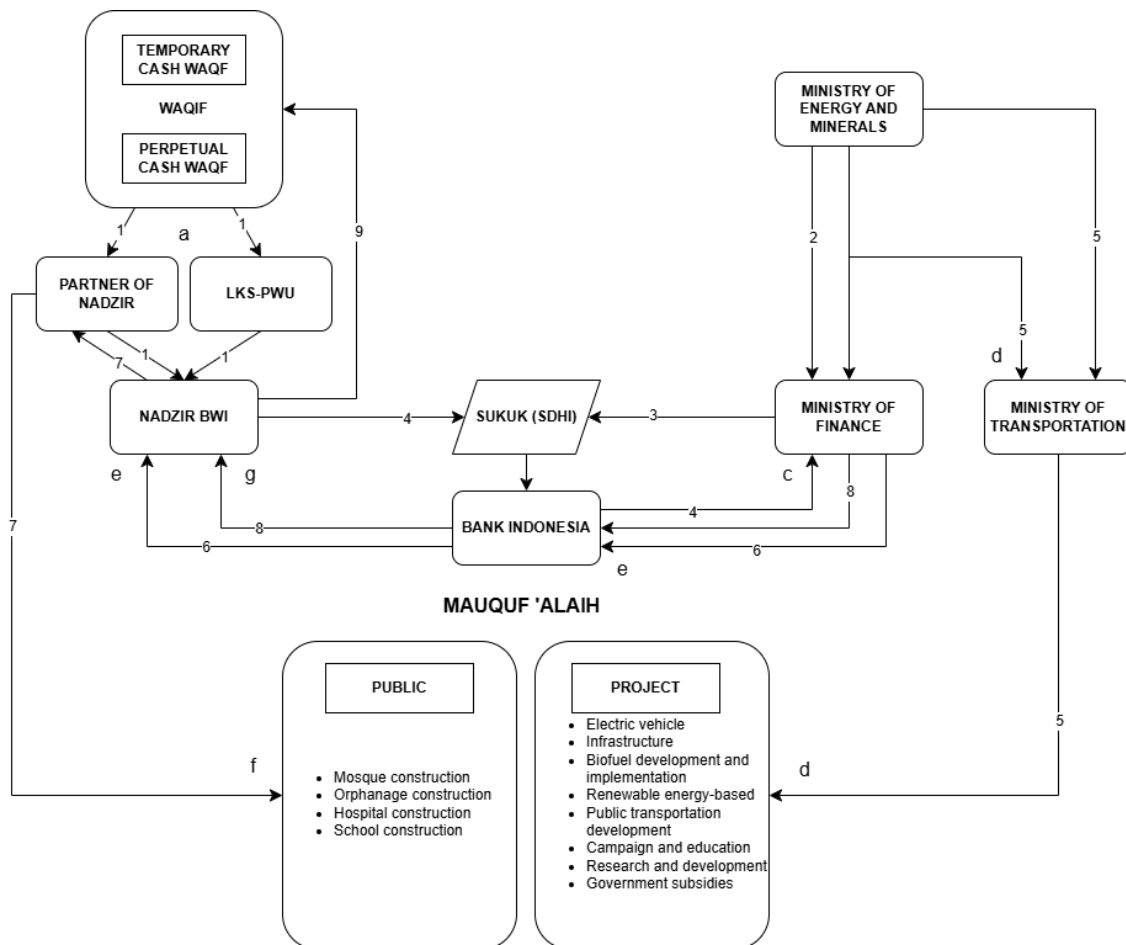 TEMPORARY
CASH WAQF
WAQIF
PERPETUAL
CASH WAQF
MINISTRY OF
ENERGY AND
MINERALS
1
a
1
9
2
5
PARTNER OF
NADZIR
LKS-PWU
5
d
7
1
1
NADZIR BWI
4
SUKUK (SDHI)
3
MINISTRY OF
FINANCE
MINISTRY OF
TRANSPORTATION
e
g
c
8
4
BANK INDONESIA
8
6
6
e
7
MAUQUF 'ALAIH
PUBLIC
PROJECT
5
f
d
• Mosque construction
• Orphanage construction
• Hospital construction
• School construction
• Electric vehicle
• Infrastructure
• Biofuel development and
implementation
• Renewable energy-based
• Public transportation
development
• Campaign and education
• Research and development
• Government subsidies